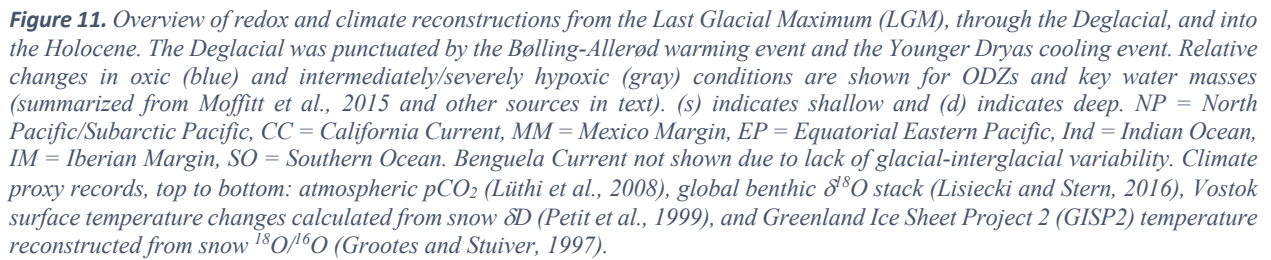 Figure 11. Overview of redox and climate reconstructions from the Last Glacial Maximum (LGM), through the Deglacial, and into
the Holocene. The Deglacial was punctuated by the Bølling-Allerød warming event and the Younger Dryas cooling event. Relative
changes in oxic (blue) and intermediately/severely hypoxic (gray) conditions are shown for ODZs and key water masses
(summarized from Moffitt et al., 2015 and other sources in text). (s) indicates shallow and (d) indicates deep. NP = North
Pacific/Subarctic Pacific, CC = California Current, MM = Mexico Margin, EP = Equatorial Eastern Pacific, Ind = Indian Ocean,
IM = Iberian Margin, SO = Southern Ocean. Benguela Current not shown due to lack of glacial-interglacial variability. Climate
proxy records, top to bottom: atmospheric pCO₂ (Lüthi et al., 2008), global benthic δ¹⁸O stack (Lisiecki and Stern, 2016), Vostok
surface temperature changes calculated from snow δD (Petit et al., 1999), and Greenland Ice Sheet Project 2 (GISP2) temperature
reconstructed from snow ¹⁸O/¹⁶O (Grootes and Stuiver, 1997).